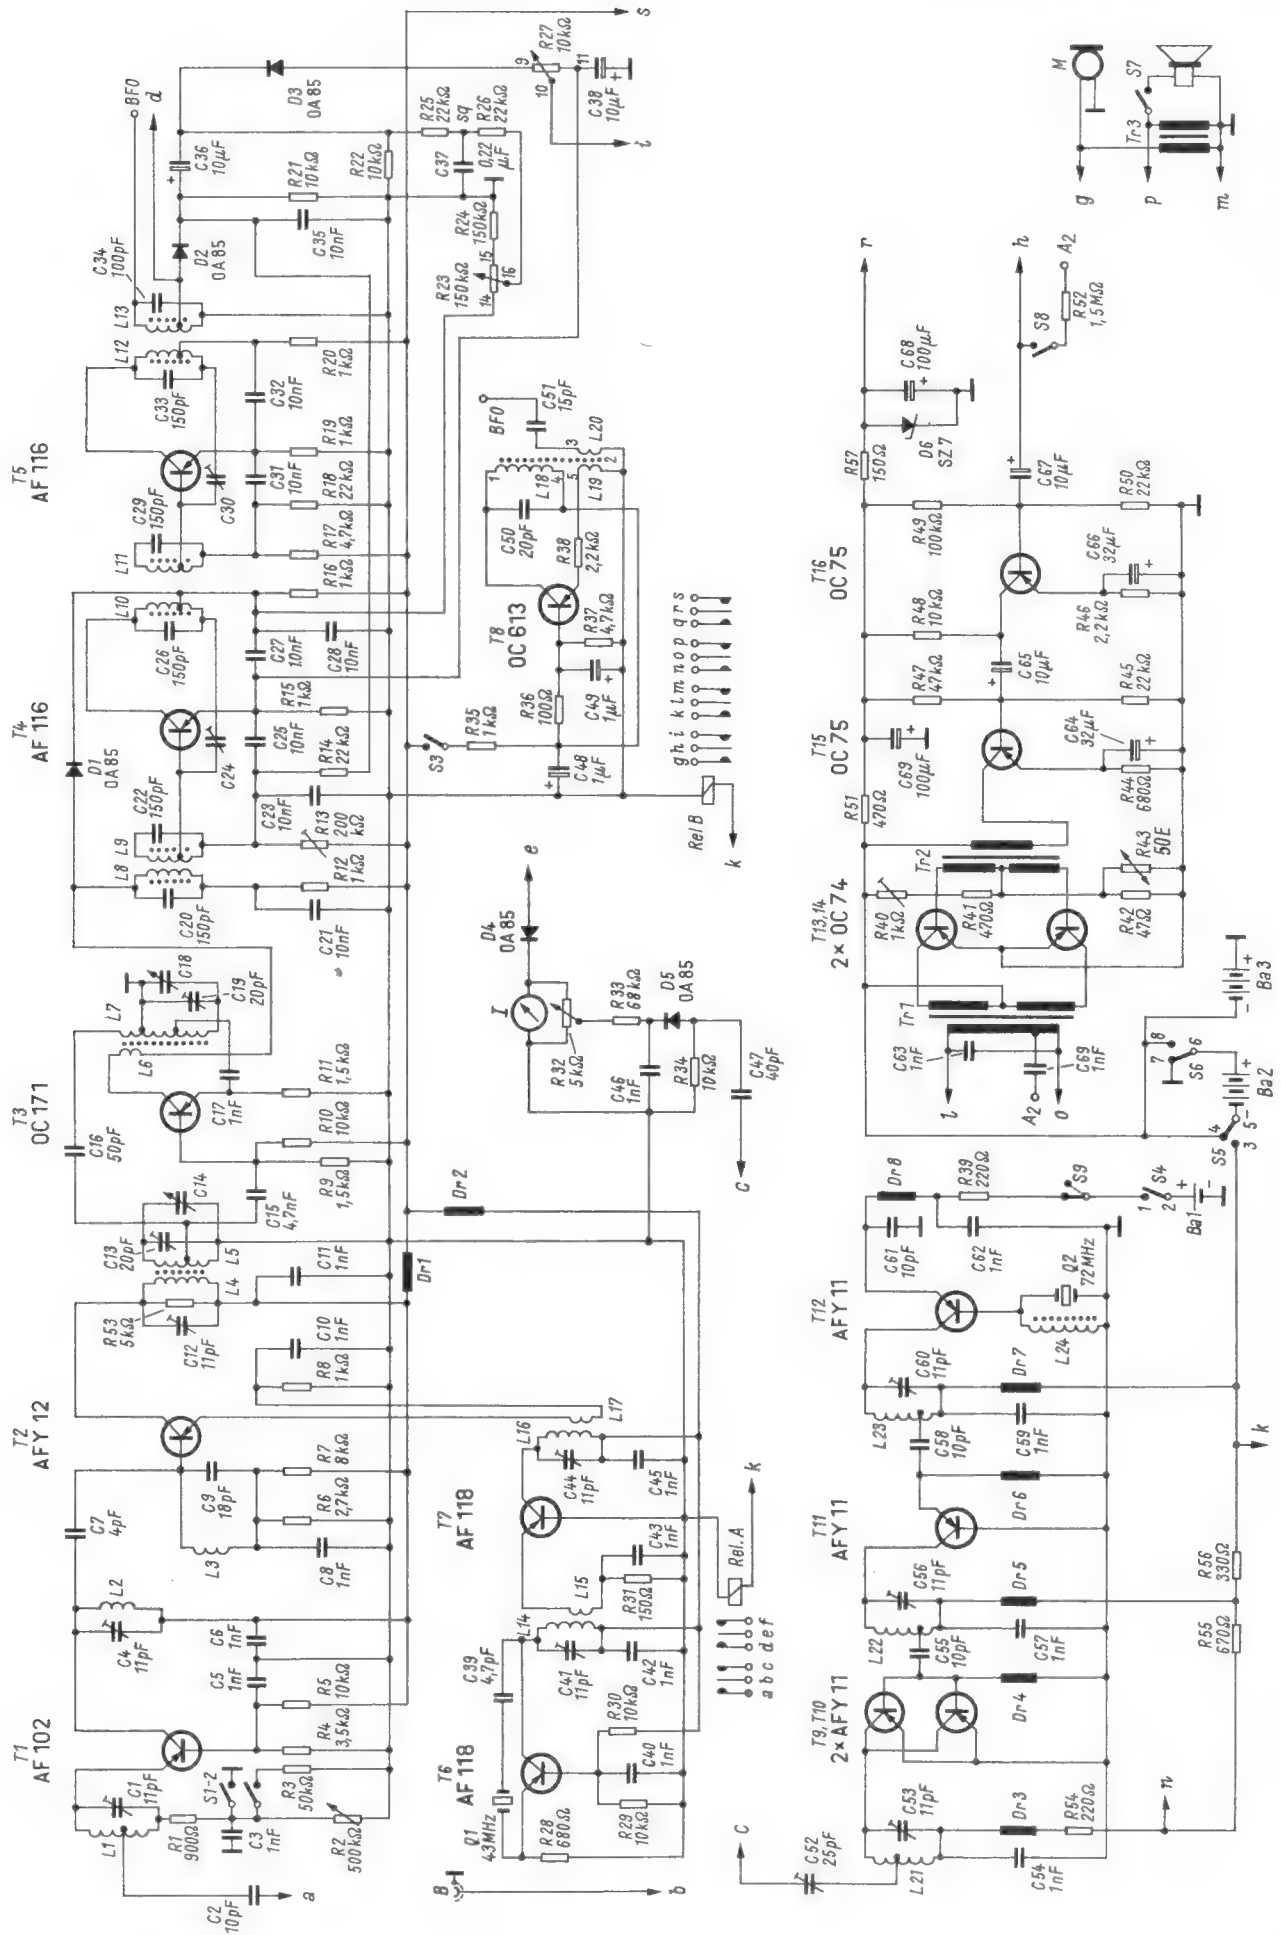 T1
AF 102
T2
AFY 12
T3
OC 171
T4
AF 116
T5
AF 116
L1
C1
11pF
C2
10pF
a
R1
900Ω
S1-2
C3
1nF
R2
500kΩ
R3
50kΩ
R4
3,5kΩ
R5
10kΩ
C4
11pF
L2
C5
1nF
C6
1nF
C7
4pF
L3
C8
1nF
C9
18pF
R6
2,7kΩ
R7
8kΩ
R8
1kΩ
C10
1nF
C11
1nF
R53
5kΩ
C12
11pF
L4
L5
C13
20pF
C14
C15
4,7nF
C16
50pF
R9
1,5kΩ
R10
10kΩ
R11
1,5kΩ
C17
1nF
L6
L7
C18
C19
20pF
Dr1
Dr2
C20
150pF
L8
L9
C21
10nF
R12
1kΩ
R13
200
kΩ
C22
150pF
C23
10nF
D1
0A85
C24
R14
22kΩ
C25
10nF
R15
1kΩ
C26
150pF
L10
C27
10nF
C28
10nF
R16
1kΩ
R17
4,7kΩ
R18
22kΩ
L11
C29
150pF
C30
C31
10nF
R19
1kΩ
C32
10nF
R20
1kΩ
C33
150pF
L12
L13
C34
100pF
BFO
d
D2
0A85
C35
10nF
C36
10µF
+
R21
10kΩ
R22
10kΩ
D3
0A85
R23
150kΩ
14
15
16
R24
150kΩ
R25
22kΩ
sq
C37
0,22
µF
R26
22kΩ
9
10
R27
10kΩ
11
C38
10µF
+
s
t
B
b
Q1
43MHz
T6
AF 118
R28
680Ω
R29
10kΩ
C40
1nF
R30
10kΩ
C39
4,7pF
C41
11pF
L14
C42
1nF
L15
R31
150Ω
C43
1nF
T7
AF 118
C44
11pF
L16
C45
1nF
L17
a b c d e f
Rel.A
k
I
R32
5kΩ
R33
68kΩ
C46
1nF
R34
10kΩ
D5
0A85
C47
40pF
C
D4
0A85
e
S3
R35
1kΩ
R36
100Ω
C48
1µF
+
C49
1µF
+
R37
4,7kΩ
T8
OC 613
R38
2,2kΩ
C50
20pF
L18
L19
L20
1
4
5
2
3
C51
15pF
BFO
Rel B
k
g h i k l m n o p q r s
C
C52
25pF
L21
C53
11pF
C54
1nF
Dr3
R54
220Ω
n
T9, T10
2×AFY11
Dr4
L22
C55
10pF
C56
11pF
C57
1nF
Dr5
R55
670Ω
R56
330Ω
T11
AFY 11
Dr6
L23
C58
10pF
C59
1nF
C60
11pF
Dr7
k
T12
AFY 11
L24
Q2
72MHz
C61
10pF
C62
1nF
Dr8
R39
220Ω
S9
1
2
S4
Ba1
+
-
3
4
5
S5
Ba2
+
-
S6
6
7
8
Ba3
+
-
l
o
A2
C63
1nF
C69
1nF
Tr1
T13,14
2×OC74
R40
1kΩ
R41
470Ω
R42
47Ω
R43
50E
Tr2
R51
470Ω
C69
100µF
+
T15
OC 75
R44
680Ω
C64
32µF
+
R45
22kΩ
R47
47kΩ
C65
10µF
+
R48
10kΩ
T16
OC 75
R46
2,2kΩ
C66
32µF
+
R49
100kΩ
R50
22kΩ
C67
10µF
+
R57
150Ω
D6
SZ7
C68
100µF
+
r
h
S8
R52
1,5MΩ
A2
g
p
m
M
Tr3
S7